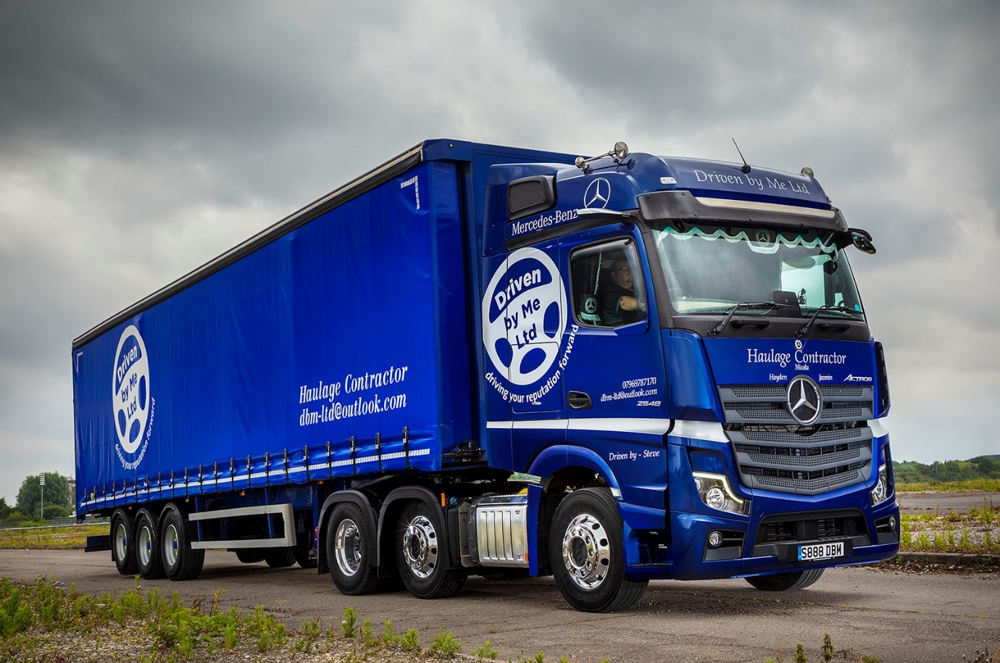 Driven by Me Ltd
Mercedes-Benz
Driven
by Me
Ltd
driving your reputation forward
07969787170
dbm-ltd@outlook.com
2548
Driven by - Steve
Haulage Contractor
Nicola
Hayden
Jazmin
ACTROS
S888 DBM
Driven
by Me
Ltd
driving your reputation forward
Haulage Contractor
dbm-ltd@outlook.com